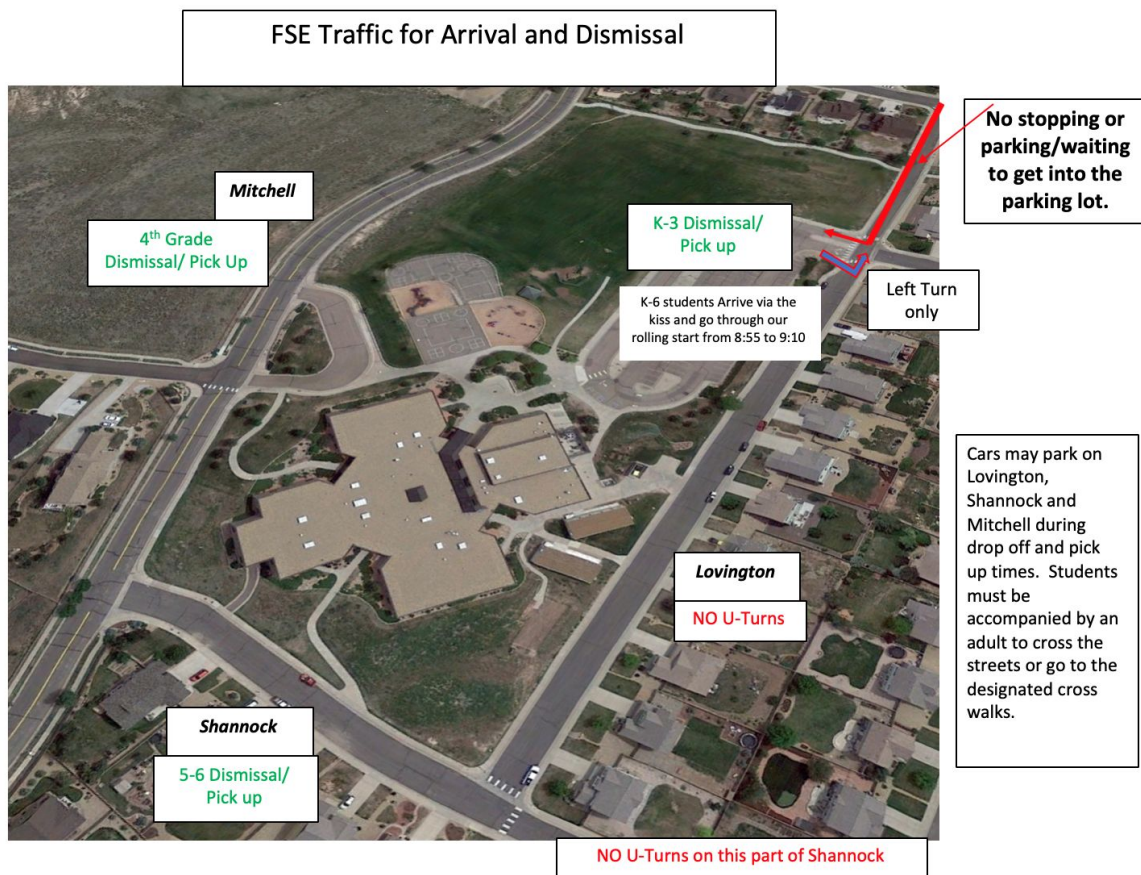 FSE Traffic for Arrival and Dismissal
No stopping or
parking/waiting
to get into the
parking lot.
Mitchell
4th Grade
Dismissal/ Pick Up
K-3 Dismissal/
Pick up
K-6 students Arrive via the
kiss and go through our
rolling start from 8:55 to 9:10
Left Turn
only
Cars may park on
Lovington,
Shannock and
Mitchell during
drop off and pick
up times. Students
must be
accompanied by an
adult to cross the
streets or go to the
designated cross
walks.
Lovington
NO U-Turns
Shannock
5-6 Dismissal/
Pick up
NO U-Turns on this part of Shannock